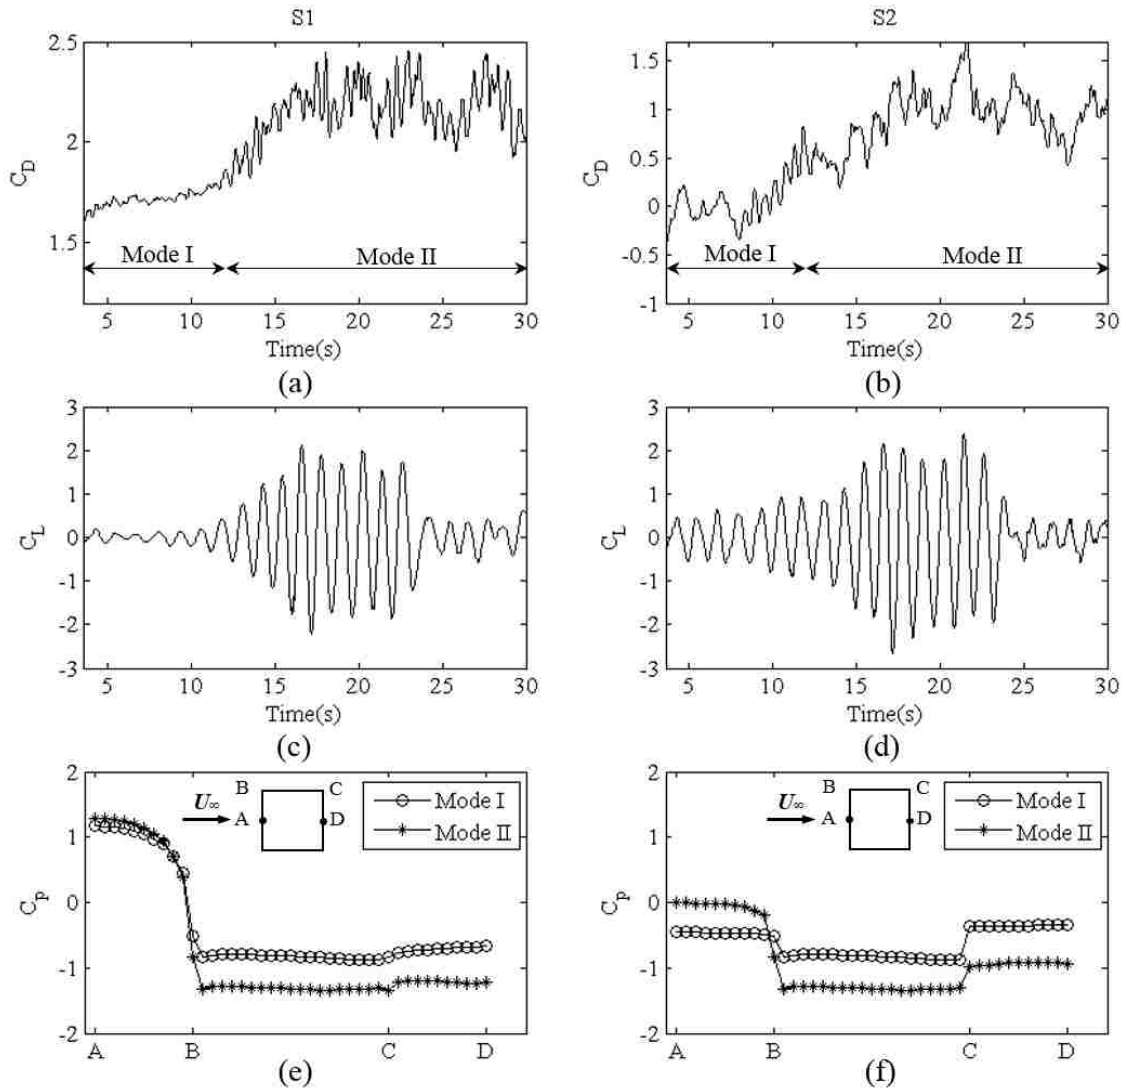 S1
S2
2.5
2
1.5
C_D
Mode I
Mode II
5
10
15
20
25
30
Time(s)
(a)
1.5
1
0.5
0
-0.5
-1
C_D
Mode I
Mode II
5
10
15
20
25
30
Time(s)
(b)
3
2
1
0
-1
-2
-3
C_L
5
10
15
20
25
30
Time(s)
(c)
3
2
1
0
-1
-2
-3
C_L
5
10
15
20
25
30
Time(s)
(d)
2
1
0
-1
-2
C_p
U∞
A
B
C
D
Mode I
Mode II
A
B
C
D
(e)
2
1
0
-1
-2
C_p
U∞
A
B
C
D
Mode I
Mode II
A
B
C
D
(f)